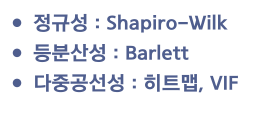 • 정규성 : Shapiro-Wilk
• 등분산성 : Barlett
• 다중공선성 : 히트맵, VIF